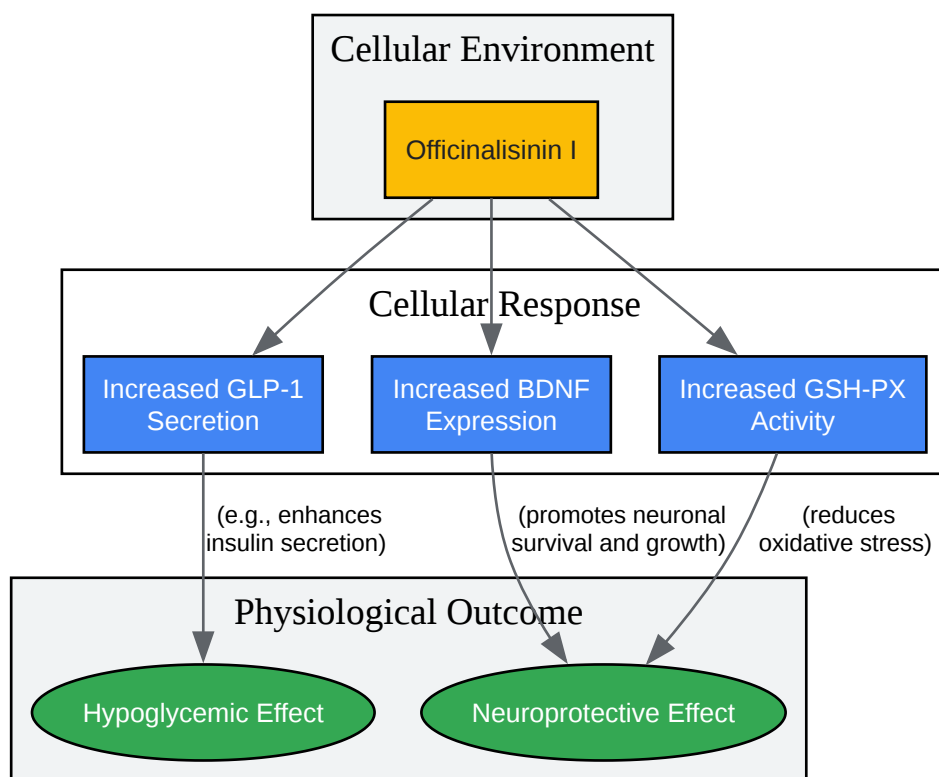 Cellular Environment
Officinalisinin I
Cellular Response
Increased GLP-1
Secretion
Increased BDNF
Expression
Increased GSH-PX
Activity
(e.g., enhances
insulin secretion)
(promotes neuronal
survival and growth)
(reduces
oxidative stress)
Physiological Outcome
Hypoglycemic Effect
Neuroprotective Effect